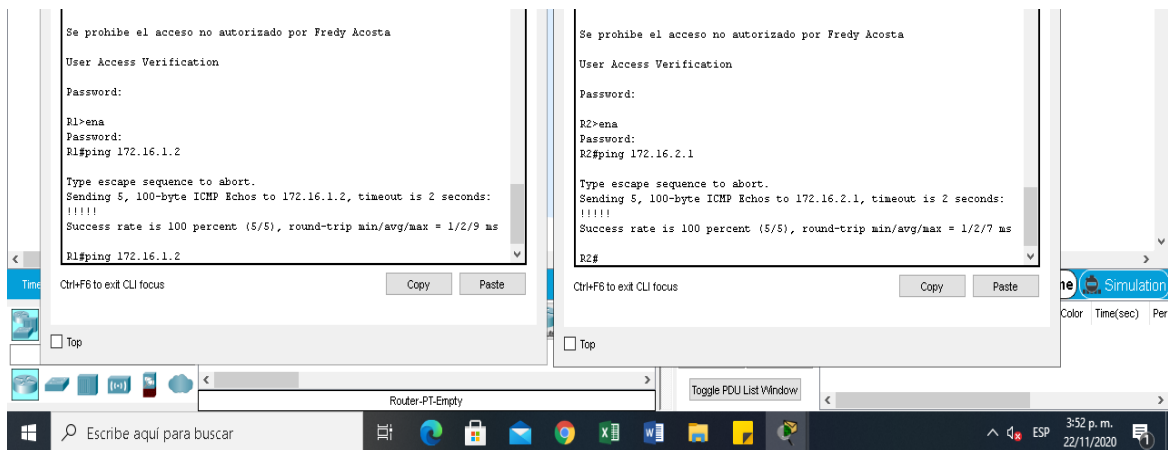 Se prohibe el acceso no autorizado por Fredy Acosta
User Access Verification
Password:
R1>ena
Password:
R1#ping 172.16.1.2
Type escape sequence to abort.
Sending 5, 100-byte ICMP Echos to 172.16.1.2, timeout is 2 seconds:
!!!!!
Success rate is 100 percent (5/5), round-trip min/avg/max = 1/2/9 ms
R1#ping 172.16.1.2
Ctrl+F6 to exit CLI focus
Copy
Paste
Top
Se prohibe el acceso no autorizado por Fredy Acosta
User Access Verification
Password:
R2>ena
Password:
R2#ping 172.16.2.1
Type escape sequence to abort.
Sending 5, 100-byte ICMP Echos to 172.16.2.1, timeout is 2 seconds:
!!!!!
Success rate is 100 percent (5/5), round-trip min/avg/max = 1/2/7 ms
R2#
Ctrl+F6 to exit CLI focus
Copy
Paste
Top
Time
ne
Simulation
Color Time(sec) Per
Router-PT-Empty
Toggle PDU List Window
Escribe aquí para buscar
ESP
3:52 p. m.
22/11/2020
1